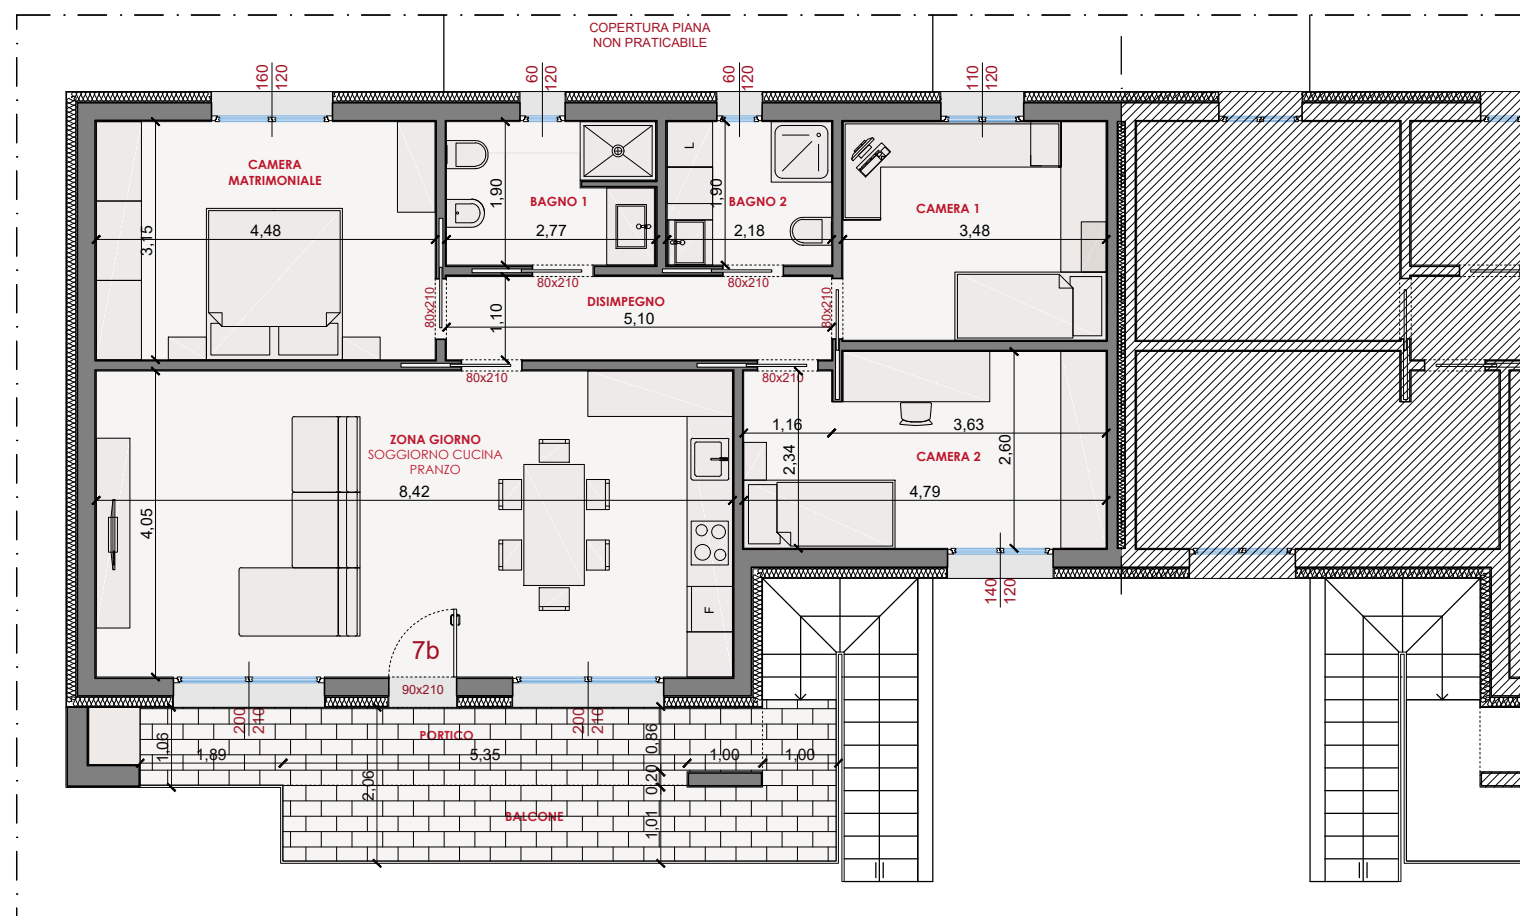 COPERTURA PIANA
NON PRATICABILE
160
120
60
120
60
120
110
120
CAMERA
MATRIMONIALE
3,15
4,48
1,90
BAGNO 1
2,77
L
1,90
BAGNO 2
2,18
CAMERA 1
3,48
80x210
80x210
80x210
80x210
DISIMPEGNO
5,10
1,10
80x210
80x210
ZONA GIORNO
SOGGIORNO CUCINA
PRANZO
8,42
4,05
1,16
3,63
2,34
2,60
CAMERA 2
4,79
F
140
120
7b
90x210
200
210
200
210
PORTICO
1,06
1,89
5,35
0,86
1,00
1,00
2,06
0,20
1,01
BALCONE